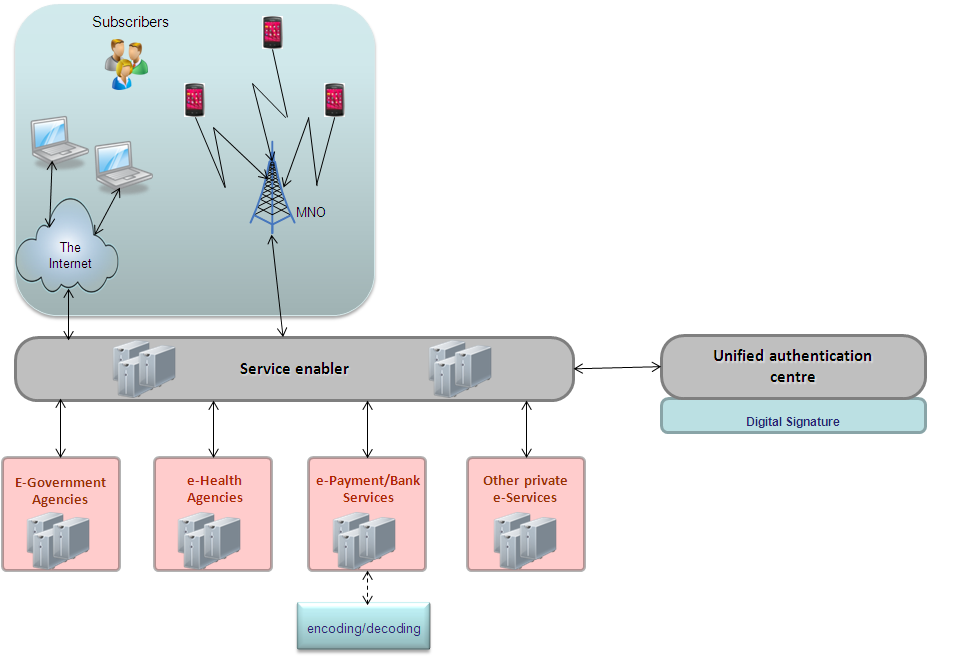 Subscribers
MNO
The
Internet
Service enabler
Unified authentication
centre
Digital Signature
E-Government
Agencies
e-Health
Agencies
e-Payment/Bank
Services
Other private
e-Services
encoding/decoding